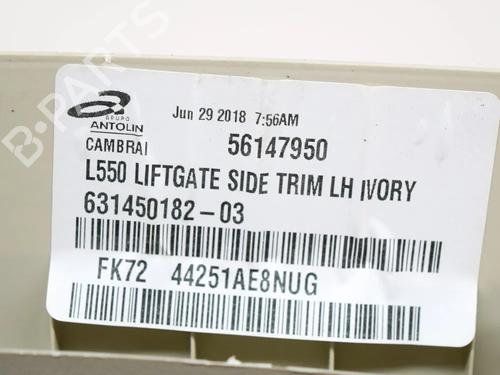 B-PARTS
GRUPO
ANTOLIN
Jun 29 2018 7:56AM
CAMBRAI
56147950
L550 LIFTGATE SIDE TRIM LH IVORY
631450182-03
FK72 44251AE8NUG